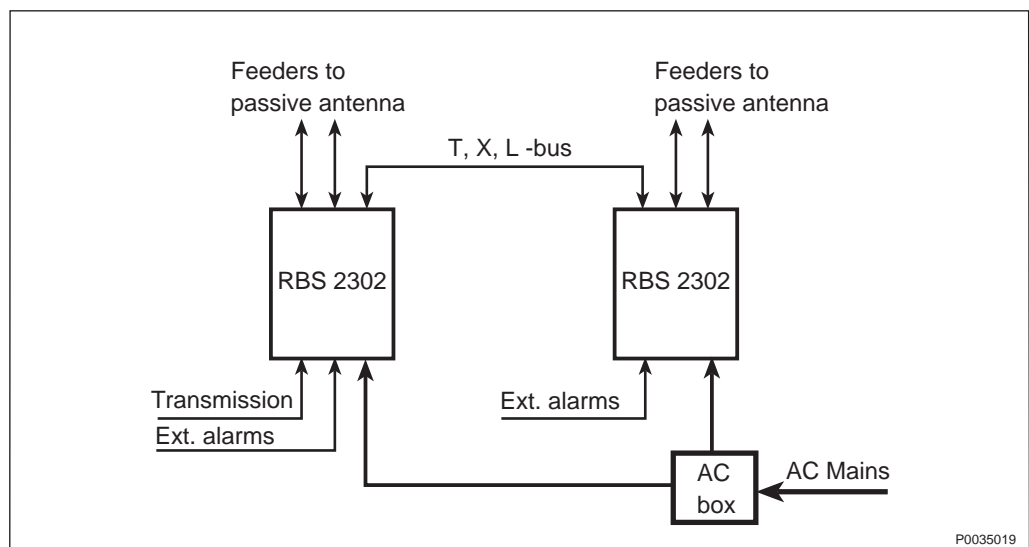 Feeders to
passive antenna
Feeders to
passive antenna
T, X, L -bus
RBS 2302
RBS 2302
Transmission
Ext. alarms
Ext. alarms
AC
box
AC Mains
P0035019